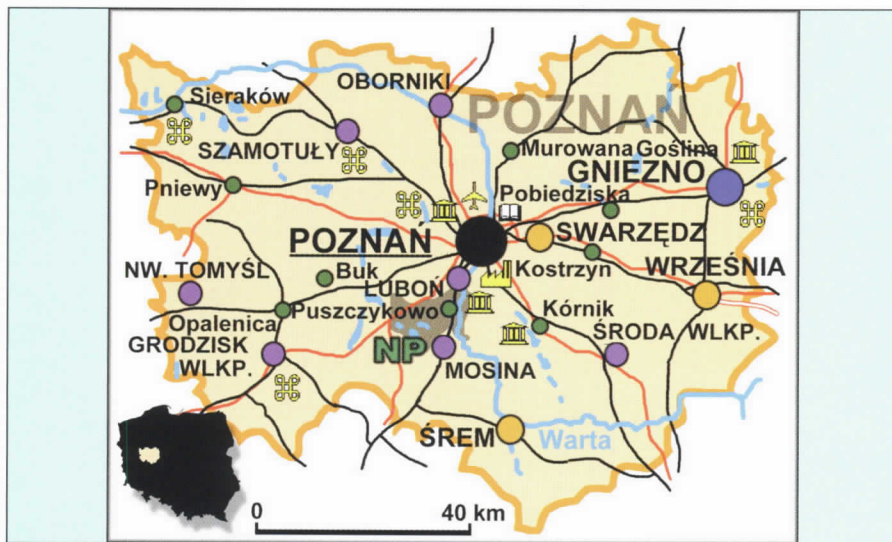 OBORNIKI
POZNAN
Sieraków
SZAMOTUŁY
Murowana Goślina
GNIEZNO
Pniewy
Pobiedziska
POZNAŃ
SWARZĘDZ
NW. TOMYŚL
Buk
LUBOŃ
Kostrzyn
WRZEŚNIA
Opalenica
Puszczykowo
Kórnik
GRODZISK
WLKP.
NP
MOSINA
ŚRODA WLKP.
ŚREM
Warta
0 40 km